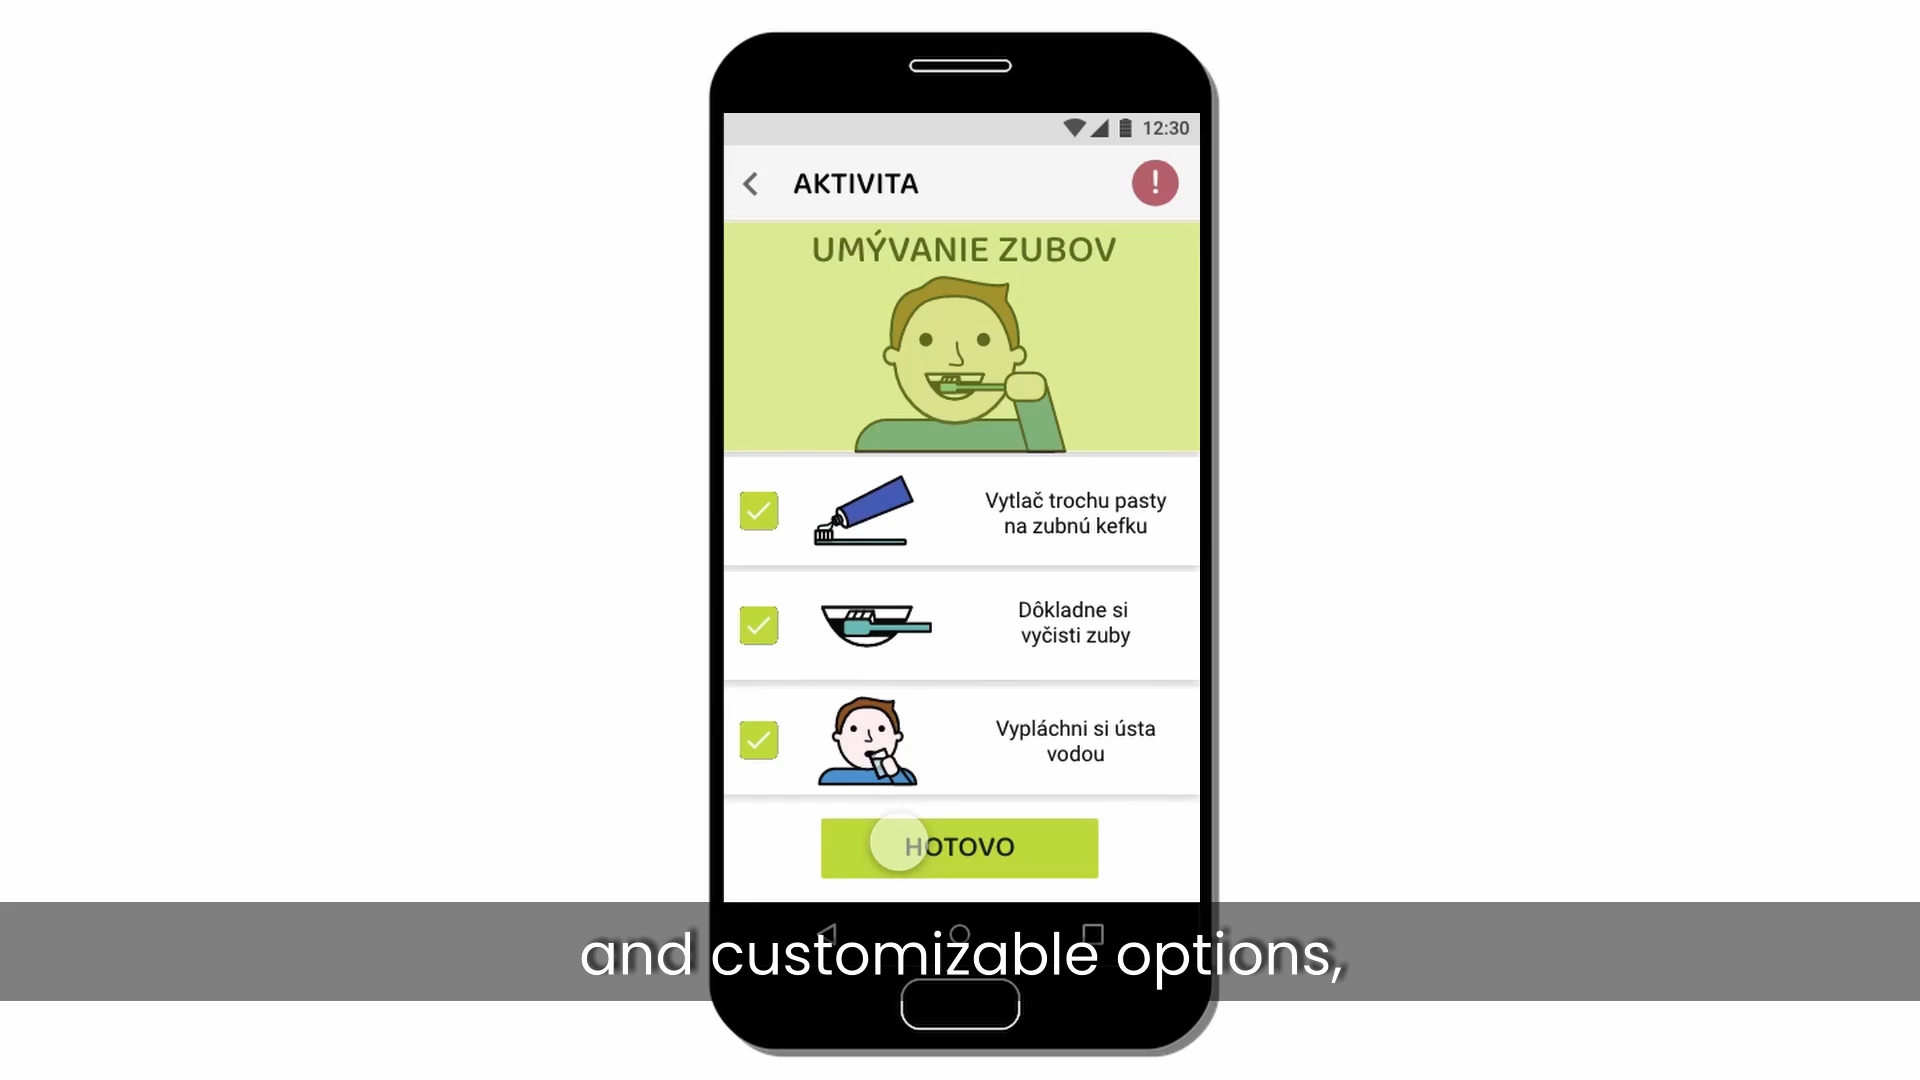 12:30
AKTIVITA
!
UMÝVANIE ZUBOV
Vytlač trochu pasty
na zubnú kefku
Dôkladne si
vyčisti zuby
Vypláchni si ústa
vodou
HOTOVO
and customizable options,